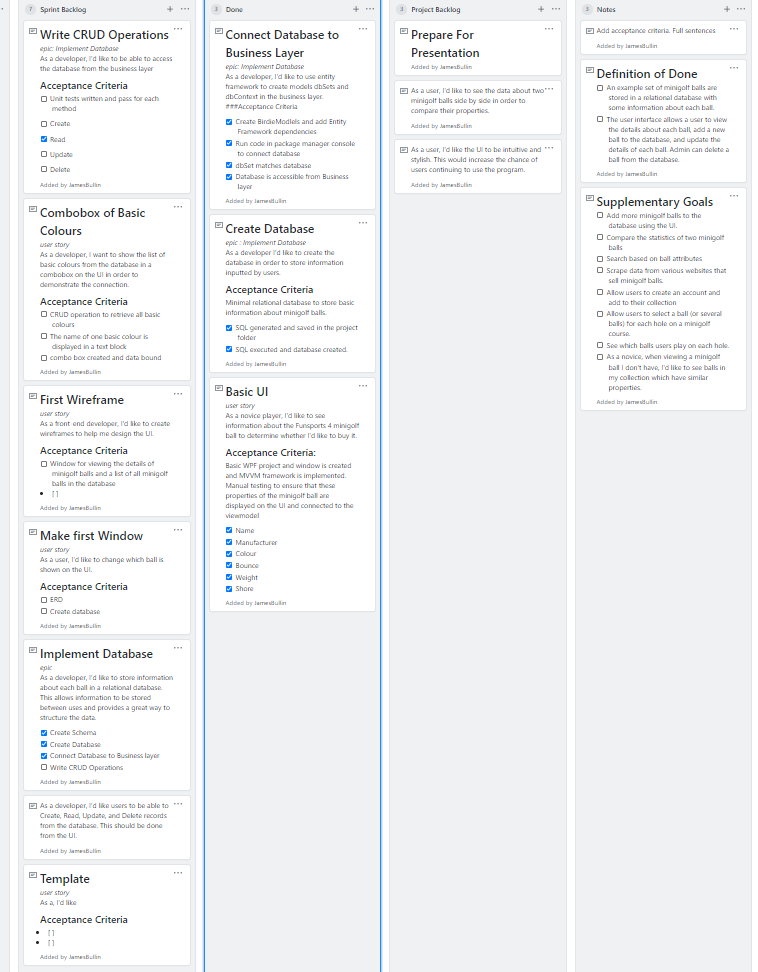 7 Sprint Backlog
Write CRUD Operations
epic: Implement Database
As a developer, I'd like to be able to access
the database from the business layer
Acceptance Criteria
Unit tests written and pass for each
method
Create
Read
Update
Delete
Added by JamesBullin
Combobox of Basic
Colours
user story
As a developer, I want to show the list of
basic colours from the database in a
combobox on the UI in order to
demonstrate the connection.
Acceptance Criteria
CRUD operation to retrieve all basic
colours
The name of one basic colour is
displayed in a text block
combo box created and data bound
Added by JamesBullin
First Wireframe
user story
As a front end developer, I'd like to create
wireframes to help me design the UI.
Acceptance Criteria
Window for viewing the details of
minigolf balls and a list of all minigolf
balls in the database
[ ]
Added by JamesBullin
Make first Window
user story
As a user, I'd like to change which ball is
shown on the UI.
Acceptance Criteria
ERD
Create database
Added by JamesBullin
Implement Database
epic
As a developer, I'd like to store information
about each ball in a relational database.
This allows information to be stored
between uses and provides a great way to
structure the data.
Create Schema
Create Database
Connect Database to Business layer
Write CRUD Operations
Added by JamesBullin
As a developer, I'd like users to be able to
Create, Read, Update, and Delete records
from the database. This should be done
from the UI.
Added by JamesBullin
Template
user story
As a, I'd like
Acceptance Criteria
[ ]
[ ]
Added by JamesBullin
3 Done
Connect Database to
Business Layer
epic: Implement Database
As a developer, I'd like to use entity
framework to create models dbSets and
dbContext in the business layer.
###Acceptance Criteria
Create BirdieModels and add Entity
Framework dependencies
Run code in package manager console
to connect database
dbSet matches database
Database is accessible from Business
layer
Added by JamesBullin
Create Database
epic : Implement Database
As a developer I'd like to create the
database in order to store information
inputted by users.
Acceptance Criteria
Minimal relational database to store basic
information about minigolf balls.
SQL generated and saved in the project
folder
SQL executed and database created.
Added by JamesBullin
Basic UI
user story
As a novice player, I'd like to see
information about the Funsports 4 minigolf
ball to determine whether I'd like to buy it.
Acceptance Criteria:
Basic WPF project and window is created
and MVVM framework is implemented.
Manual testing to ensure that these
properties of the minigolf ball are
displayed on the UI and connected to the
viewmodel
Name
Manufacturer
Colour
Bounce
Weight
Shore
Added by JamesBullin
3 Project Backlog
Prepare For
Presentation
Added by JamesBullin
As a user, I'd like to see the data about two
minigolf balls side by side in order to
compare their properties.
Added by JamesBullin
As a user, I'd like the UI to be intuitive and
stylish. This would increase the chance of
users continuing to use the program.
Added by JamesBullin
3 Notes
Add acceptance criteria. Full sentences
Added by JamesBullin
Definition of Done
An example set of minigolf balls are
stored in a relational database with
some information about each ball.
The user interface allows a user to view
the details about each ball, add a new
ball to the database, and update the
details of each ball. Admin can delete a
ball from the database.
Added by JamesBullin
Supplementary Goals
Add more minigolf balls to the
database using the UI.
Compare the statistics of two minigolf
balls
Search based on ball attributes
Scrape data from various websites that
sell minigolf balls.
Allow users to create an account and
add to their collection
Allow users to select a ball (or several
balls) for each hole on a minigolf
course.
See which balls users play on each hole.
As a novice, when viewing a minigolf
ball I don't have, I'd like to see balls in
my collection which have similar
properties.
Added by JamesBullin